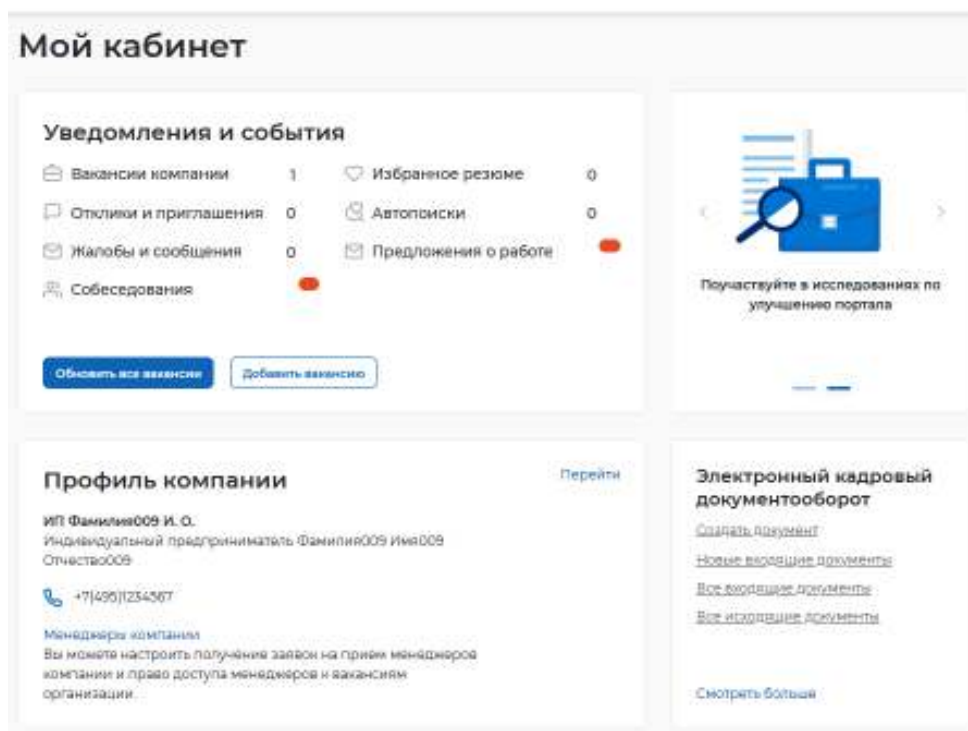 Мой кабинет
Уведомления и события
Вакансии компании 1
Избранное резюме 0
Отклики и приглашения 0
Автопоиски 0
Жалобы и сообщения 0
Предложения о работе
Собеседования
Обновить все вакансии
Добавить вакансию
Поучаствуйте в исследованиях по
улучшению портала
Профиль компании
Перейти
ИП Фамилия009 И. О.
Индивидуальный предприниматель Фамилия009 Имя009
Отчество009
+7(495)1234567
Менеджеры компании
Вы можете настроить получение заявок на прием менеджеров
компании и право доступа менеджеров к вакансиям
организации.
Электронный кадровый
документооборот
Создать документ
Новые входящие документы
Все входящие документы
Все исходящие документы
Смотреть больше